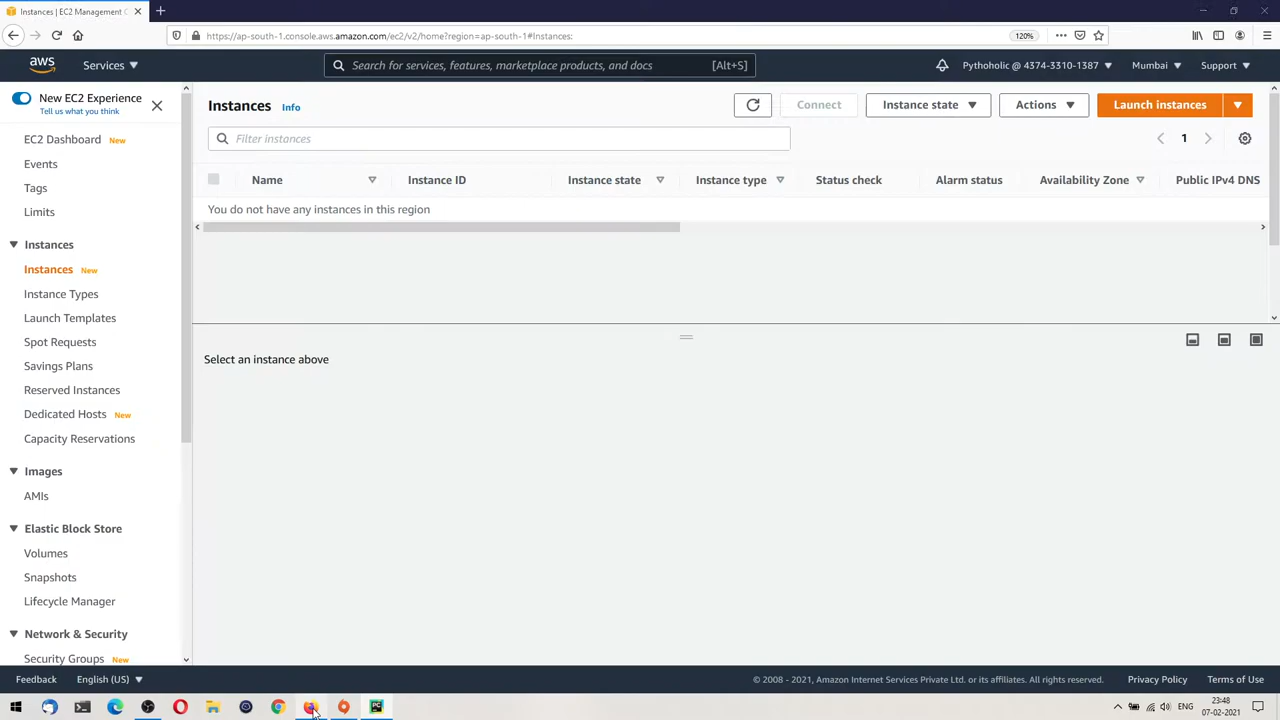 Instances | EC2 Management C
https://ap-south-1.console.aws.amazon.com/ec2/v2/home?region=ap-south-1#Instances:
120%
aws
Services
Search for services, features, marketplace products, and docs
[Alt+S]
Pythoholic @ 4374-3310-1387
Mumbai
Support
New EC2 Experience
Tell us what you think
EC2 Dashboard New
Events
Tags
Limits
Instances
Instances New
Instance Types
Launch Templates
Spot Requests
Savings Plans
Reserved Instances
Dedicated Hosts New
Capacity Reservations
Images
AMIs
Elastic Block Store
Volumes
Snapshots
Lifecycle Manager
Network & Security
Security Groups New
Instances Info
Connect
Instance state
Actions
Launch instances
Filter instances
1
Name
Instance ID
Instance state
Instance type
Status check
Alarm status
Availability Zone
Public IPv4 DNS
You do not have any instances in this region
Select an instance above
Feedback
English (US)
© 2008 - 2021, Amazon Internet Services Private Ltd. or its affiliates. All rights reserved.
Privacy Policy
Terms of Use
PC
ENG
23:48
07-02-2021